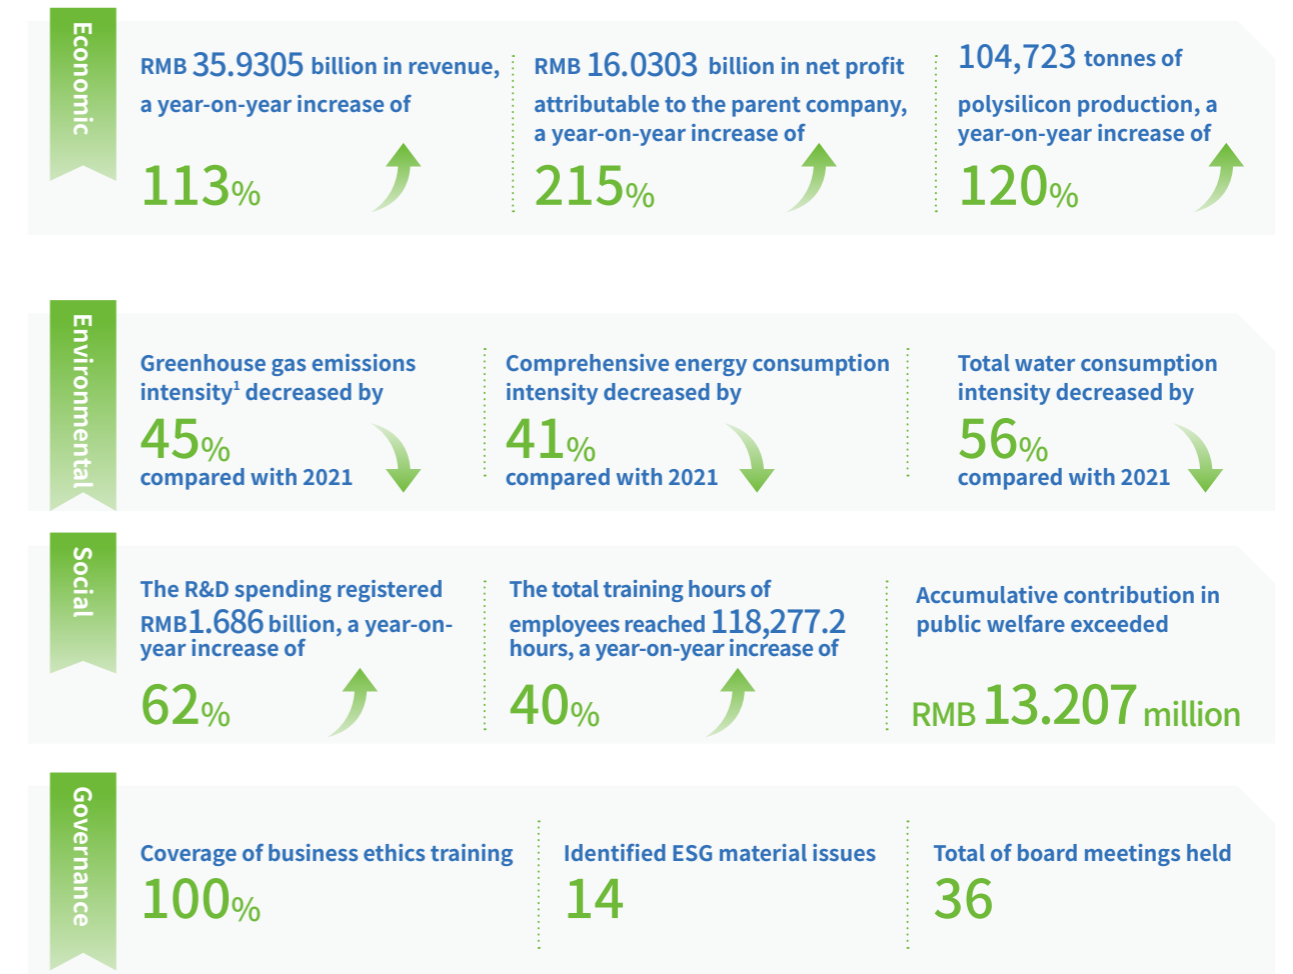 Economic
RMB 35.9305 billion in revenue,
a year-on-year increase of
113%
RMB 16.0303 billion in net profit
attributable to the parent company,
a year-on-year increase of
215%
104,723 tonnes of
polysilicon production, a
year-on-year increase of
120%
Environmental
Greenhouse gas emissions
intensity¹ decreased by
45%
compared with 2021
Comprehensive energy consumption
intensity decreased by
41%
compared with 2021
Total water consumption
intensity decreased by
56%
compared with 2021
Social
The R&D spending registered
RMB1.686 billion, a year-on-
year increase of
62%
The total training hours of
employees reached 118,277.2
hours, a year-on-year increase of
40%
Accumulative contribution in
public welfare exceeded
RMB 13.207 million
Governance
Coverage of business ethics training
100%
Identified ESG material issues
14
Total of board meetings held
36